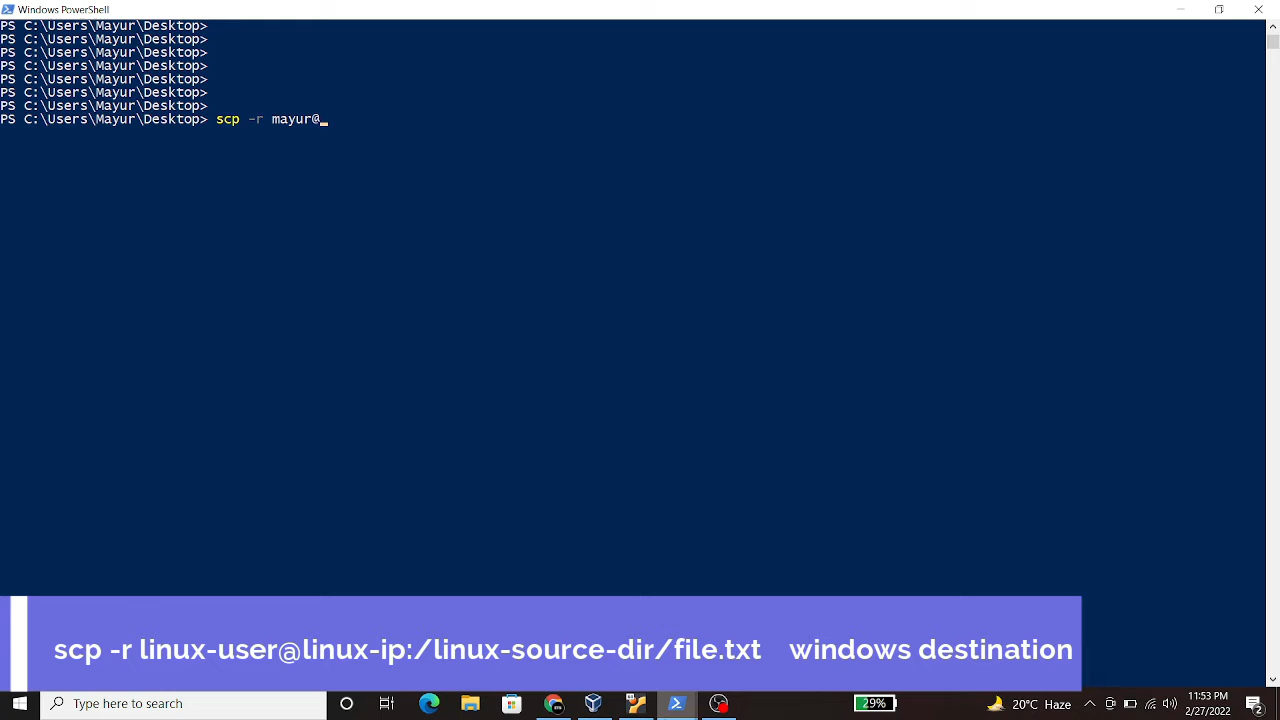 Windows PowerShell
PS C:\Users\Mayur\Desktop>
PS C:\Users\Mayur\Desktop>
PS C:\Users\Mayur\Desktop>
PS C:\Users\Mayur\Desktop>
PS C:\Users\Mayur\Desktop>
PS C:\Users\Mayur\Desktop>
PS C:\Users\Mayur\Desktop>
PS C:\Users\Mayur\Desktop> scp -r mayur@_
scp -r linux-user@linux-ip:/linux-source-dir/file.txt windows destination
Type here to search
29%
20°C Haze
11:53 PM
2/27/2022
2